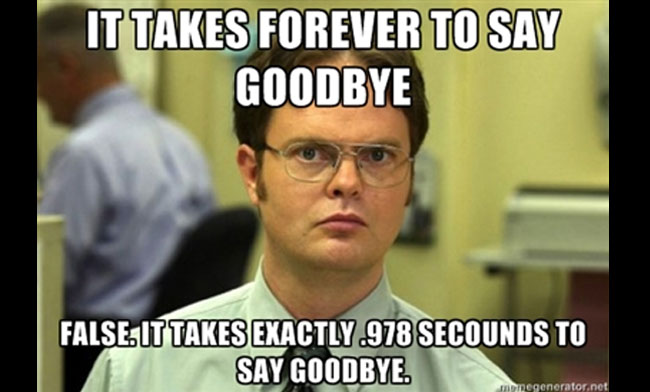 IT TAKES FOREVER TO SAY
GOODBYE
FALSE. IT TAKES EXACTLY .978 SECOUNDS TO
SAY GOODBYE.
memegenerator.net